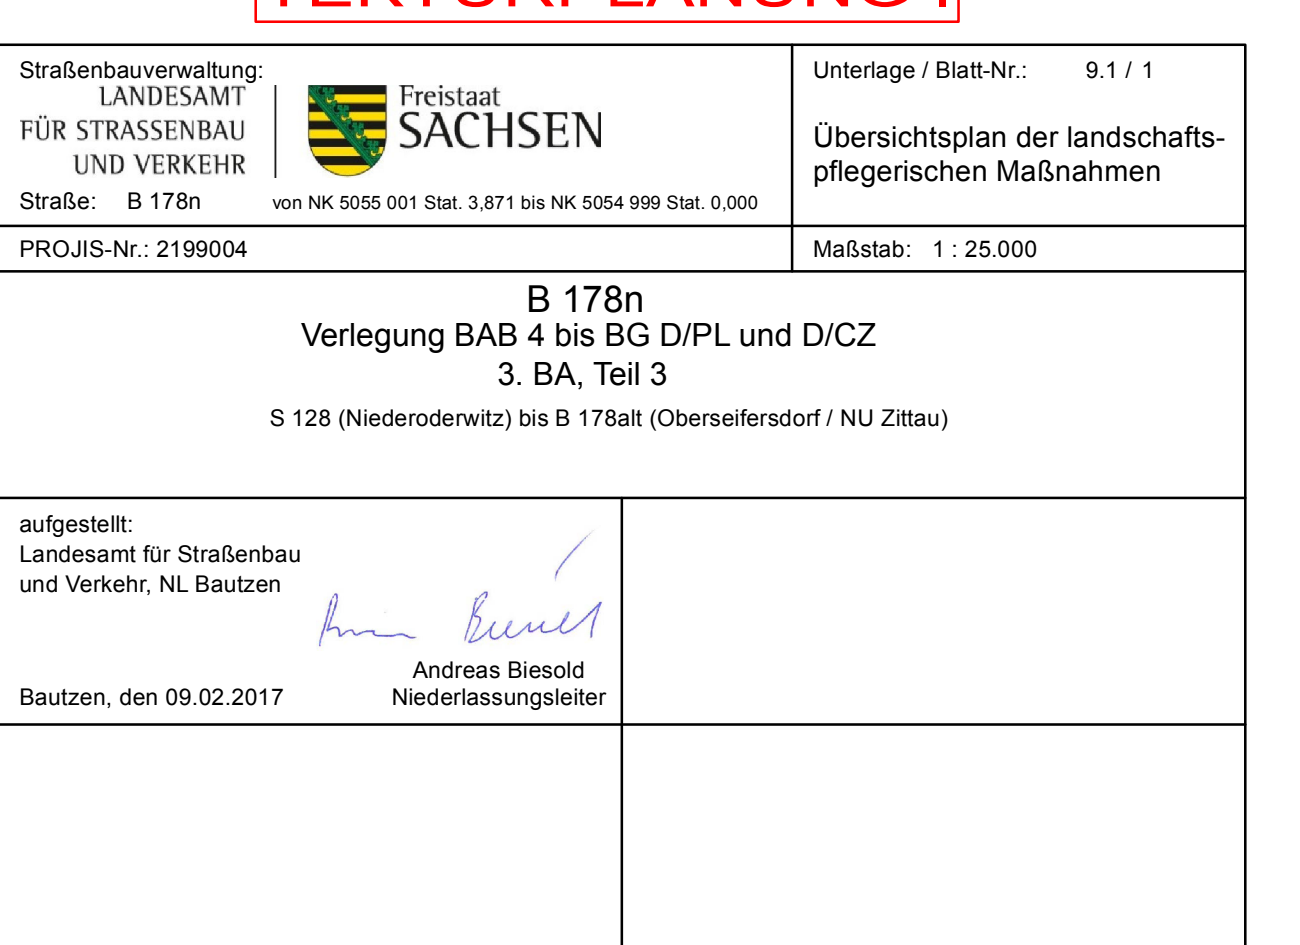 Straßenbauverwaltung:
LANDESAMT
FÜR STRASSENBAU
UND VERKEHR
Freistaat
SACHSEN
Straße: B 178n von NK 5055 001 Stat. 3,871 bis NK 5054 999 Stat. 0,000
Unterlage / Blatt-Nr.: 9.1 / 1
Übersichtsplan der landschafts-
pflegerischen Maßnahmen
PROJIS-Nr.: 2199004
Maßstab: 1 : 25.000
B 178n
Verlegung BAB 4 bis BG D/PL und D/CZ
3. BA, Teil 3
S 128 (Niederoderwitz) bis B 178alt (Oberseifersdorf / NU Zittau)
aufgestellt:
Landesamt für Straßenbau
und Verkehr, NL Bautzen
Andreas Biesold
Bautzen, den 09.02.2017 Niederlassungsleiter